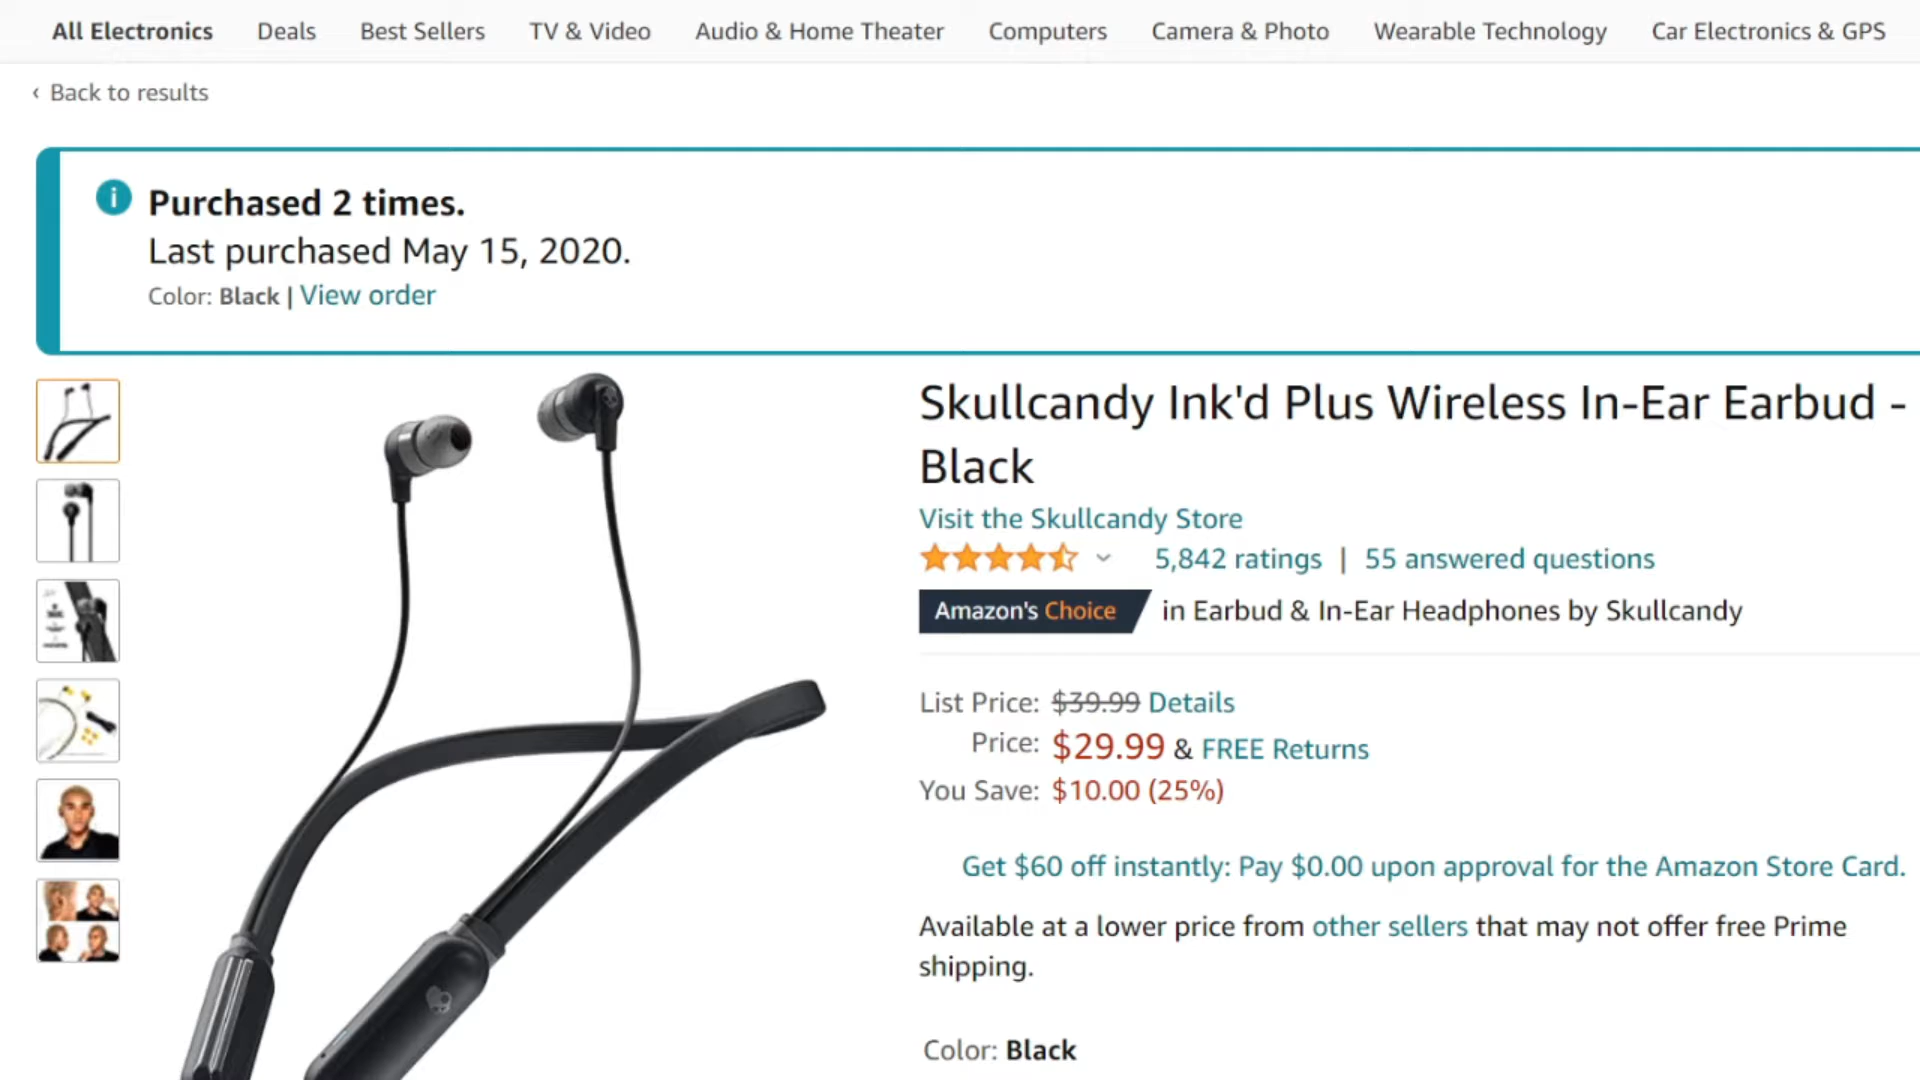 All Electronics Deals Best Sellers TV & Video Audio & Home Theater Computers Camera & Photo Wearable Technology Car Electronics & GPS
‹ Back to results
i Purchased 2 times.
Last purchased May 15, 2020.
Color: Black | View order
Skullcandy Ink'd Plus Wireless In-Ear Earbud -
Black
Visit the Skullcandy Store
5,842 ratings | 55 answered questions
Amazon's Choice in Earbud & In-Ear Headphones by Skullcandy
List Price: $39.99 Details
Price: $29.99 & FREE Returns
You Save: $10.00 (25%)
Get $60 off instantly: Pay $0.00 upon approval for the Amazon Store Card.
Available at a lower price from other sellers that may not offer free Prime
shipping.
Color: Black